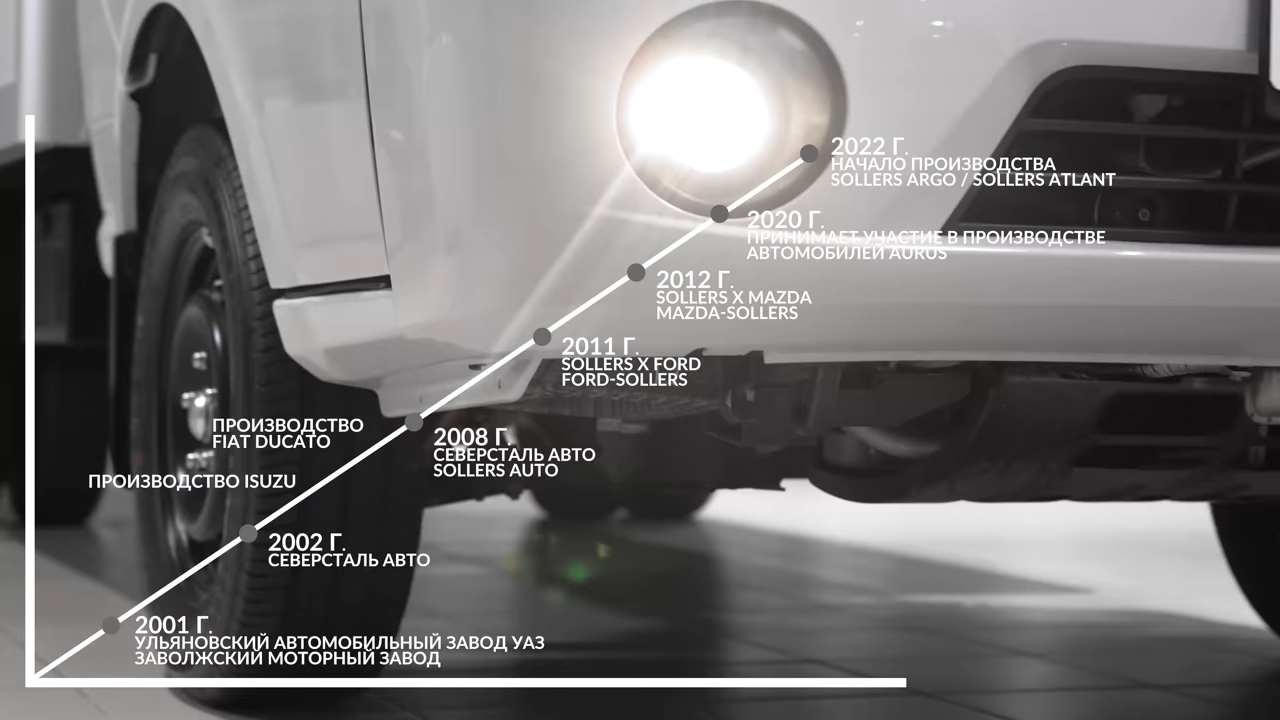 2022 Г.
НАЧАЛО ПРОИЗВОДСТВА
SOLLERS ARGO / SOLLERS ATLANT
2020 Г.
ПРИНИМАЕТ УЧАСТИЕ В ПРОИЗВОДСТВЕ
АВТОМОБИЛЕЙ AURUS
2012 Г.
SOLLERS X MAZDA
MAZDA-SOLLERS
2011 Г.
SOLLERS X FORD
FORD-SOLLERS
ПРОИЗВОДСТВО
FIAT DUCATO
2008 Г.
СЕВЕРСТАЛЬ АВТО
SOLLERS AUTO
ПРОИЗВОДСТВО ISUZU
2002 Г.
СЕВЕРСТАЛЬ АВТО
2001 Г.
УЛЬЯНОВСКИЙ АВТОМОБИЛЬНЫЙ ЗАВОД УАЗ
ЗАВОЛЖСКИЙ МОТОРНЫЙ ЗАВОД